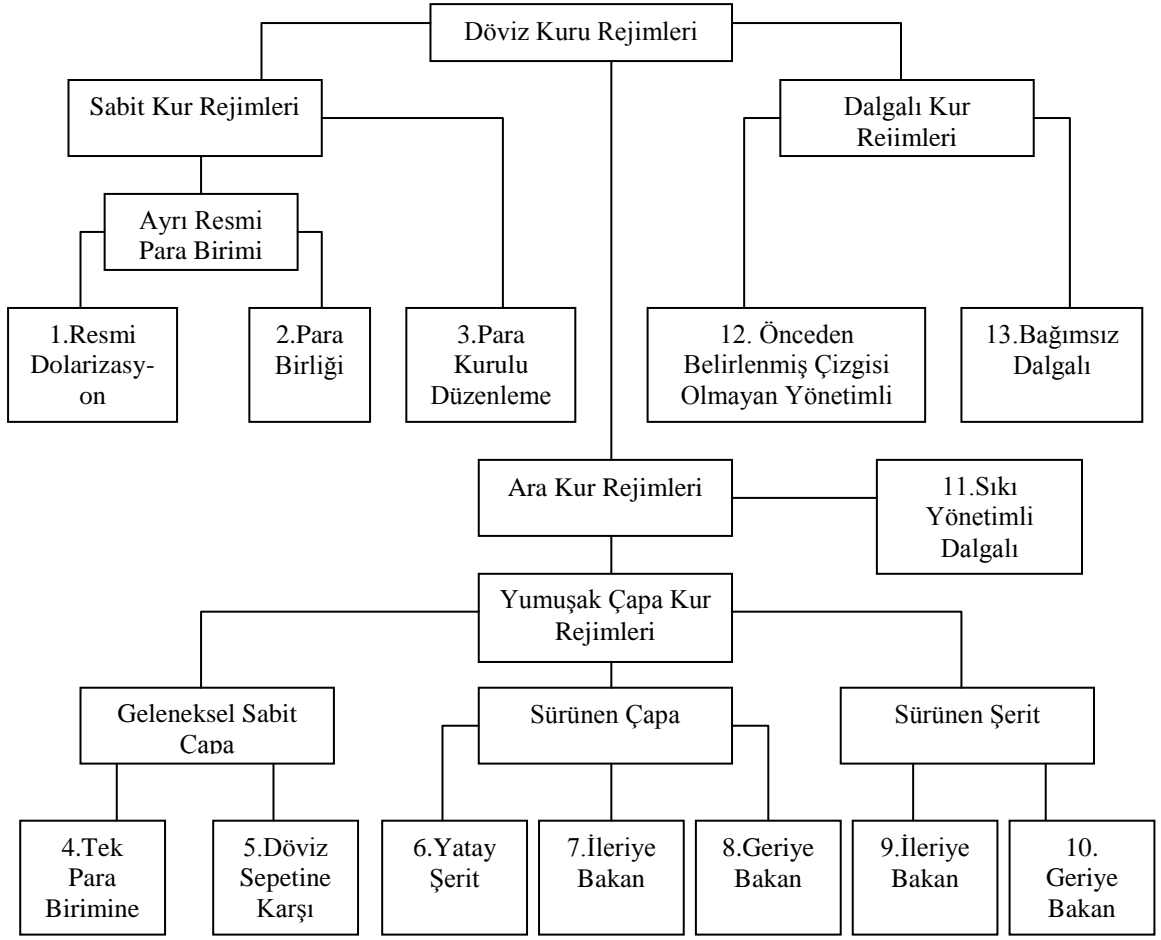 Döviz Kuru Rejimleri
Sabit Kur Rejimleri
Dalgalı Kur
Rejimleri
Ayrı Resmi
Para Birimi
1.Resmi
Dolarizasy-
on
2.Para
Birliği
3.Para
Kurulu
Düzenleme
12. Önceden
Belirlenmiş Çizgisi
Olmayan Yönetimli
13.Bağımsız
Dalgalı
Ara Kur Rejimleri
11.Sıkı
Yönetimli
Dalgalı
Yumuşak Çapa Kur
Rejimleri
Geleneksel Sabit
Çapa
Sürünen Çapa
Sürünen Şerit
4.Tek
Para
Birimine
5.Döviz
Sepetine
Karşı
6.Yatay
Şerit
7.İleriye
Bakan
8.Geriye
Bakan
9.İleriye
Bakan
10.
Geriye
Bakan